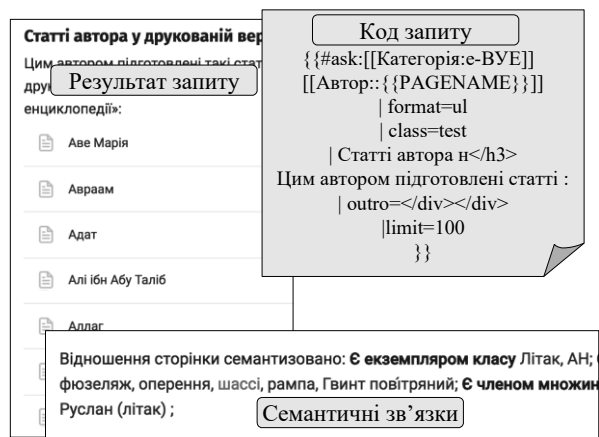 Статті автора у друкованій вер
Цим автором підготовлені такі стат
друк
енциклопедії»:
Результат запиту
Аве Марія
Авраам
Адат
Алі ібн Абу Таліб
Аллаг
Код запиту
{{#ask:[[Категорія:е-ВУЕ]]
[[Автор::{{PAGENAME}}]]
| format=ul
| class=test
| Статті автора н</h3>
Цим автором підготовлені статті :
| outro=</div></div>
|limit=100
}}
Відношення сторінки семантизовано: Є екземпляром класу Літак, АН;
фюзеляж, оперення, шассі, рампа, Гвинт повітряний; Є членом множин
Руслан (літак) ;
Семантичні зв’язки